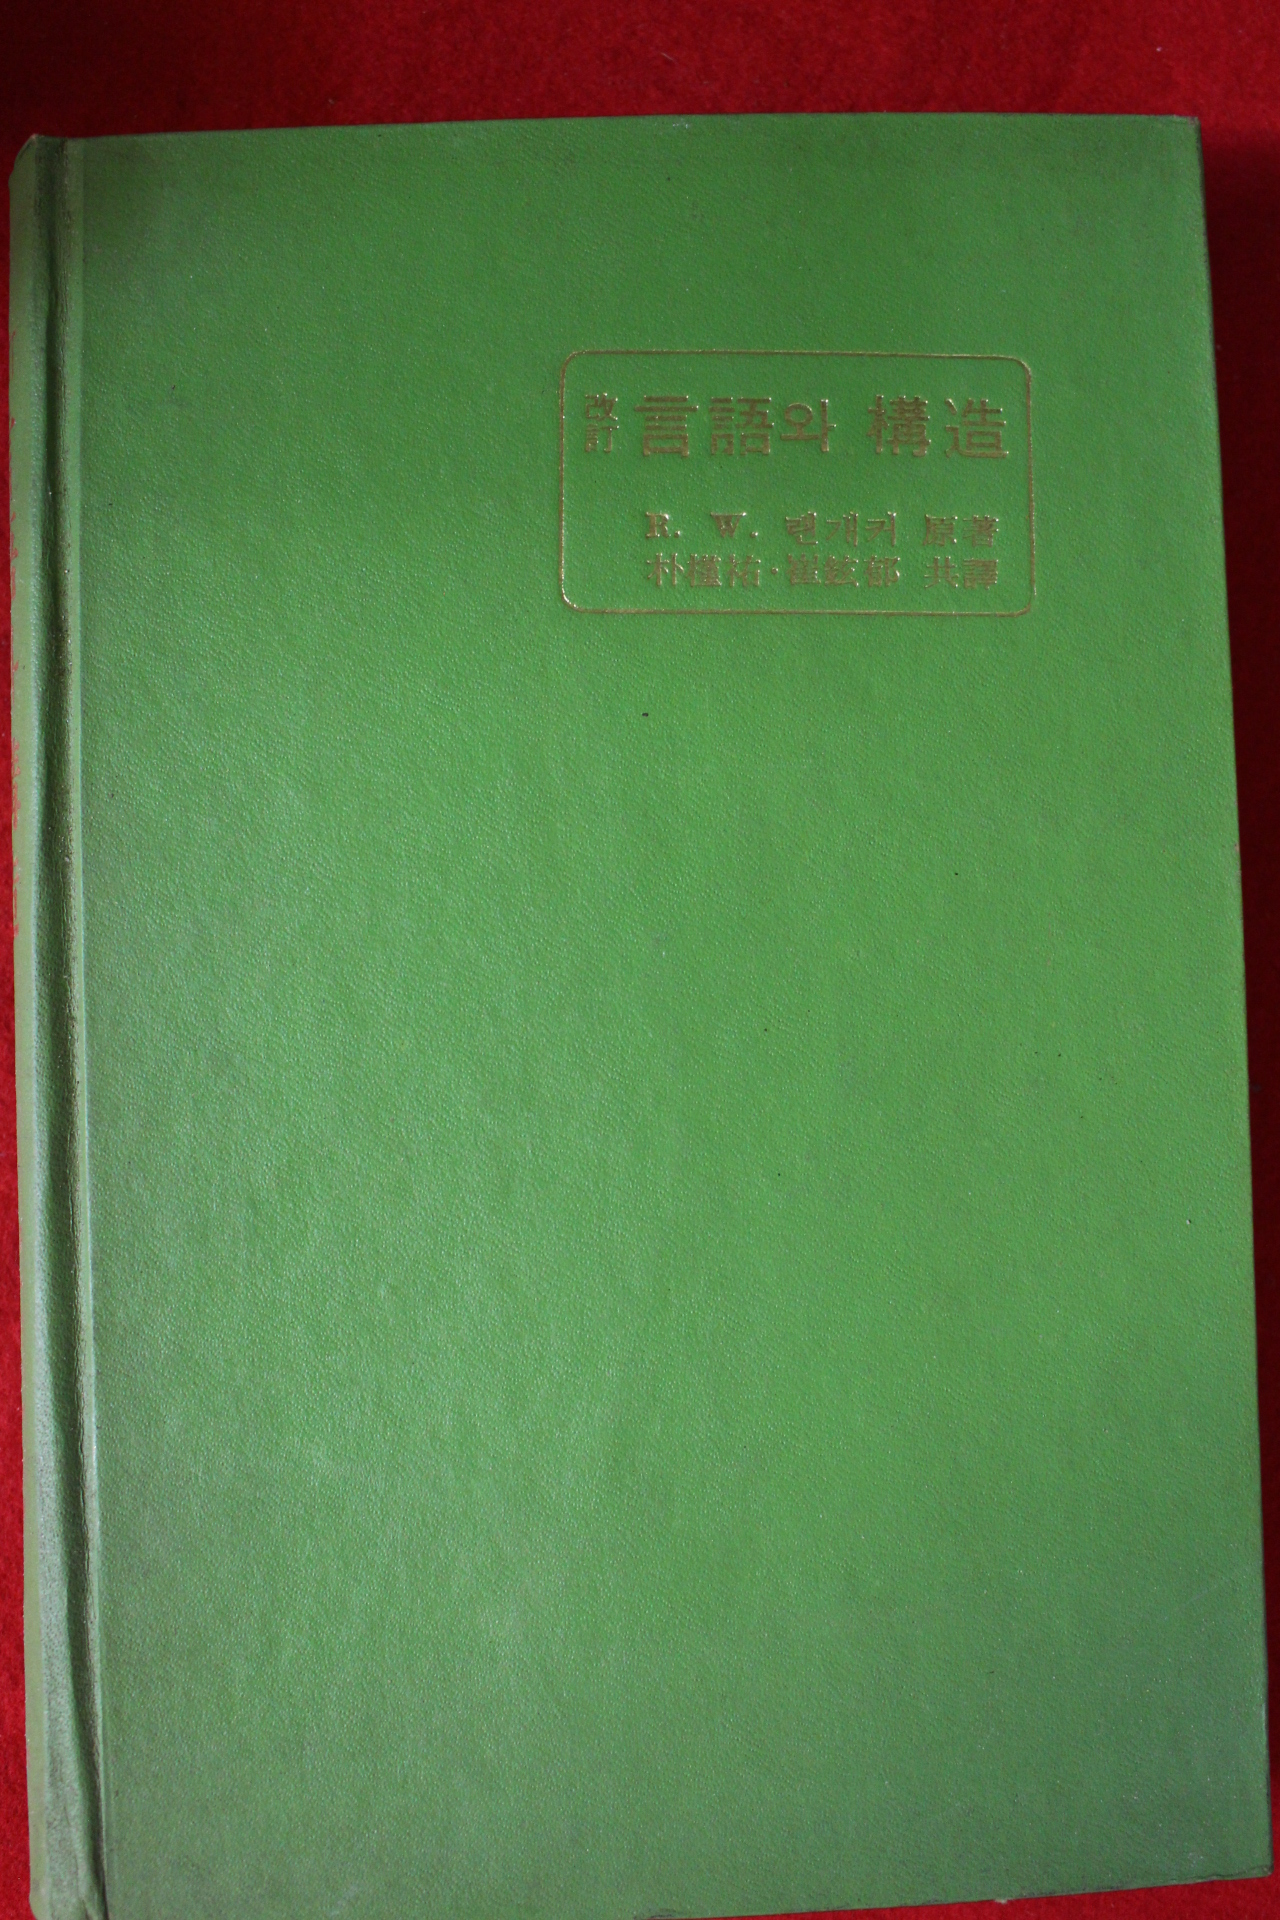 改訂 言語와 構造
R. W. 랜개커 原著
朴槿祐·崔鉉郁 共譯